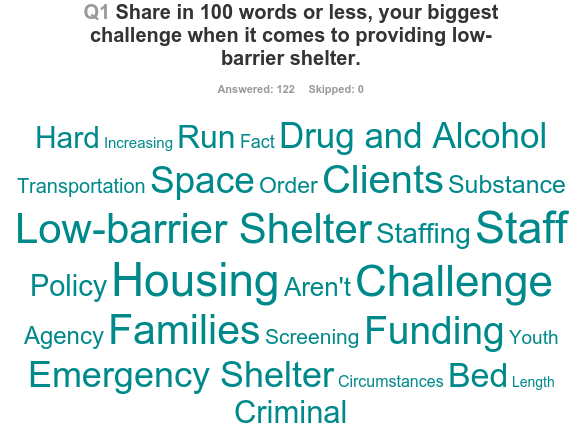 Q1 Share in 100 words or less, your biggest
challenge when it comes to providing low-
barrier shelter.
Answered: 122 Skipped: 0
Hard Increasing Run Fact Drug and Alcohol
Transportation Space Order Clients Substance
Low-barrier Shelter Staffing Staff
Policy Housing Aren't Challenge
Agency Families Screening Funding Youth
Emergency Shelter Circumstances Bed Length
Criminal